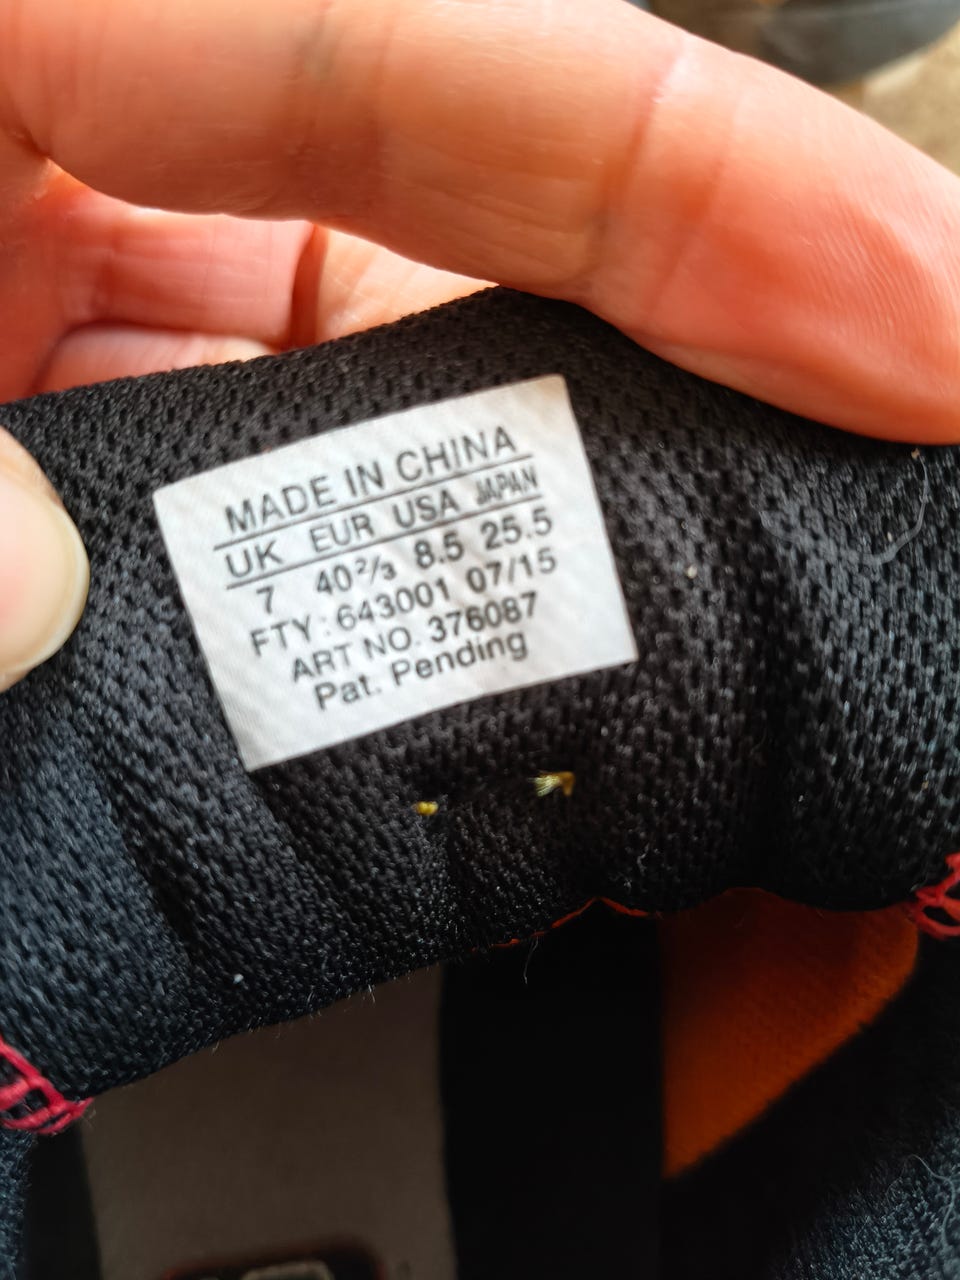 MADE IN CHINA
UK EUR USA JAPAN
7 40⅔ 8.5 25.5
FTY: 643001 07/15
ART NO. 376087
Pat. Pending